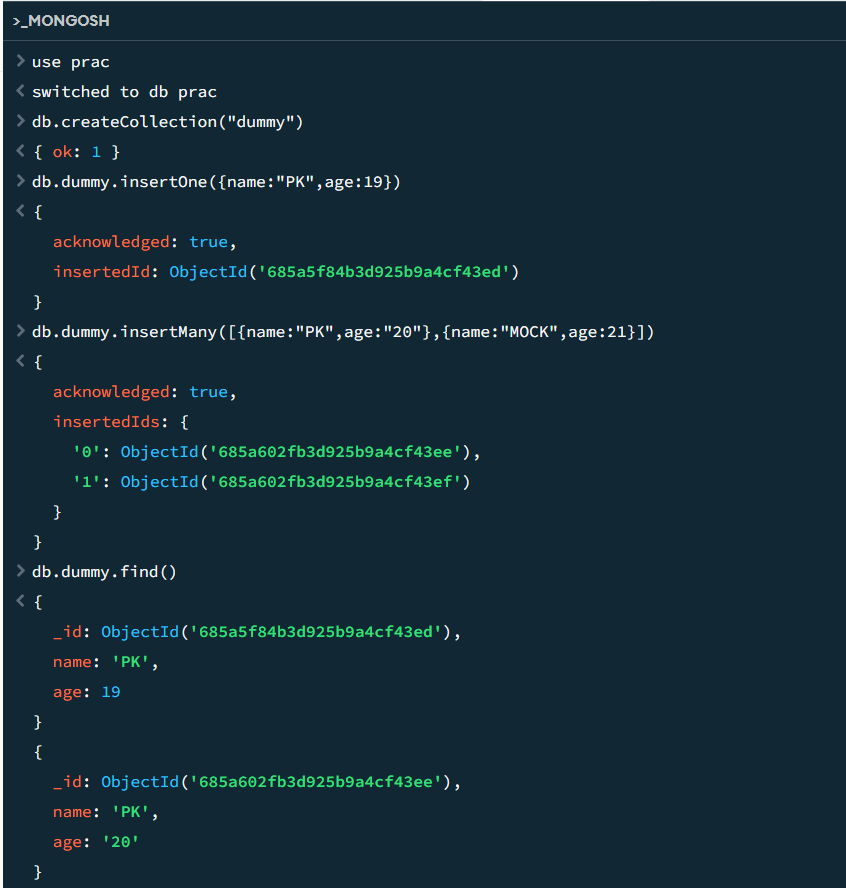 >_MONGOSH
> use prac
< switched to db prac
> db.createCollection("dummy")
< { ok: 1 }
> db.dummy.insertOne({name:"PK",age:19})
< {
    acknowledged: true,
    insertedId: ObjectId('685a5f84b3d925b9a4cf43ed')
  }
> db.dummy.insertMany([{name:"PK",age:"20"},{name:"MOCK",age:21}])
< {
    acknowledged: true,
    insertedIds: {
      '0': ObjectId('685a602fb3d925b9a4cf43ee'),
      '1': ObjectId('685a602fb3d925b9a4cf43ef')
    }
  }
> db.dummy.find()
< {
    _id: ObjectId('685a5f84b3d925b9a4cf43ed'),
    name: 'PK',
    age: 19
  }
  {
    _id: ObjectId('685a602fb3d925b9a4cf43ee'),
    name: 'PK',
    age: '20'
  }